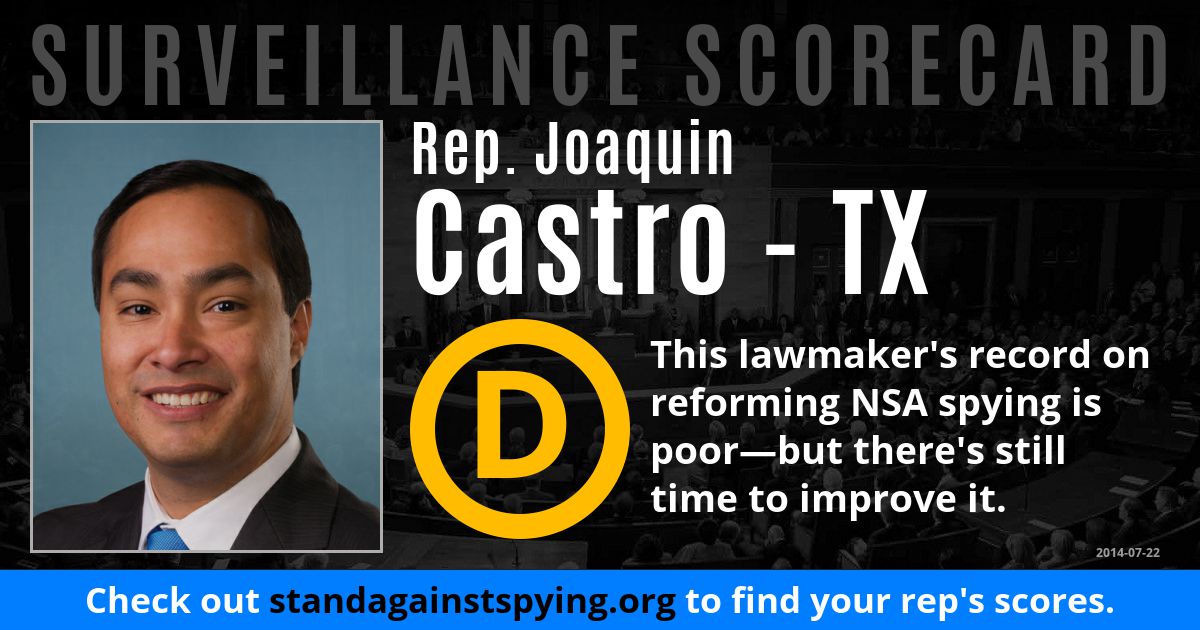 SURVEILLANCE SCORECARD
Rep. Joaquin
Castro - TX
D
This lawmaker's record on
reforming NSA spying is
poor—but there's still
time to improve it.
2014-07-22
Check out standagainstspying.org to find your rep's scores.